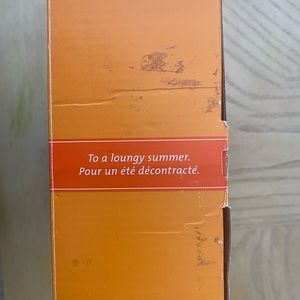 To a loungy summer.
Pour un été décontracté.